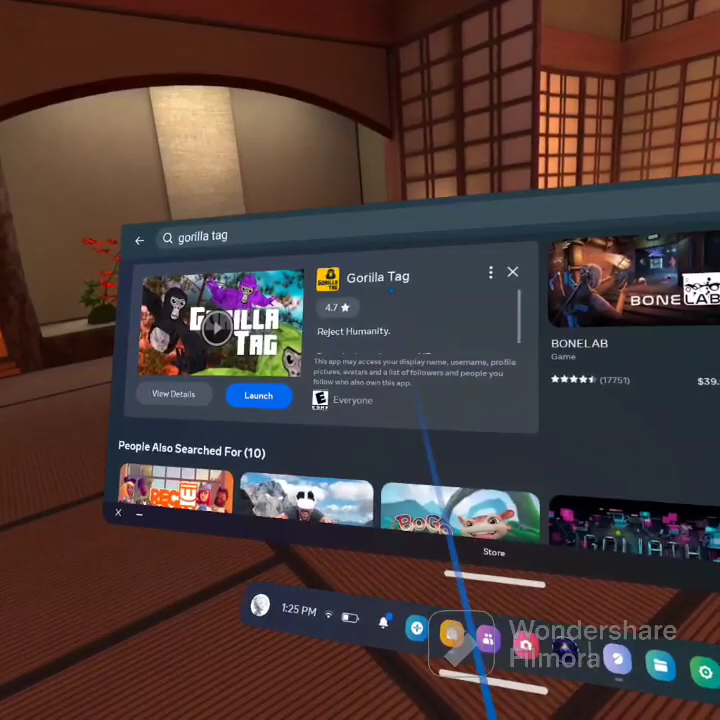 gorilla tag
GORILLA TAG
Gorilla Tag
4.7 ★
Reject Humanity.
This app may access your display name, username, profile
pictures, avatars and a list of followers and people you
follow who also own this app.
View Details
Launch
E
Everyone
BONELAB
BONELAB
Game
(17751)
$39.
People Also Searched For (10)
REC
Store
1:25 PM
Wondershare
Filmora